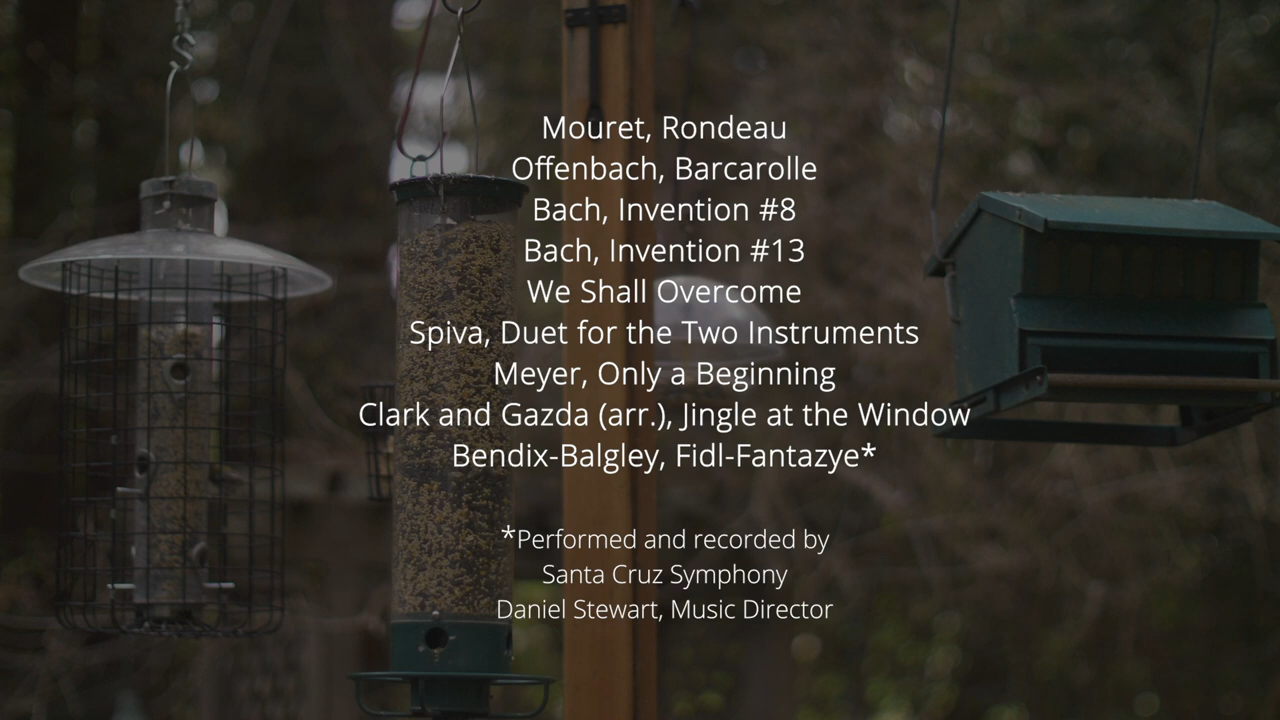 Mouret, Rondeau
Offenbach, Barcarolle
Bach, Invention #8
Bach, Invention #13
We Shall Overcome
Spiva, Duet for the Two Instruments
Meyer, Only a Beginning
Clark and Gazda (arr.), Jingle at the Window
Bendix-Balgley, Fidl-Fantazye*
*Performed and recorded by
Santa Cruz Symphony
Daniel Stewart, Music Director